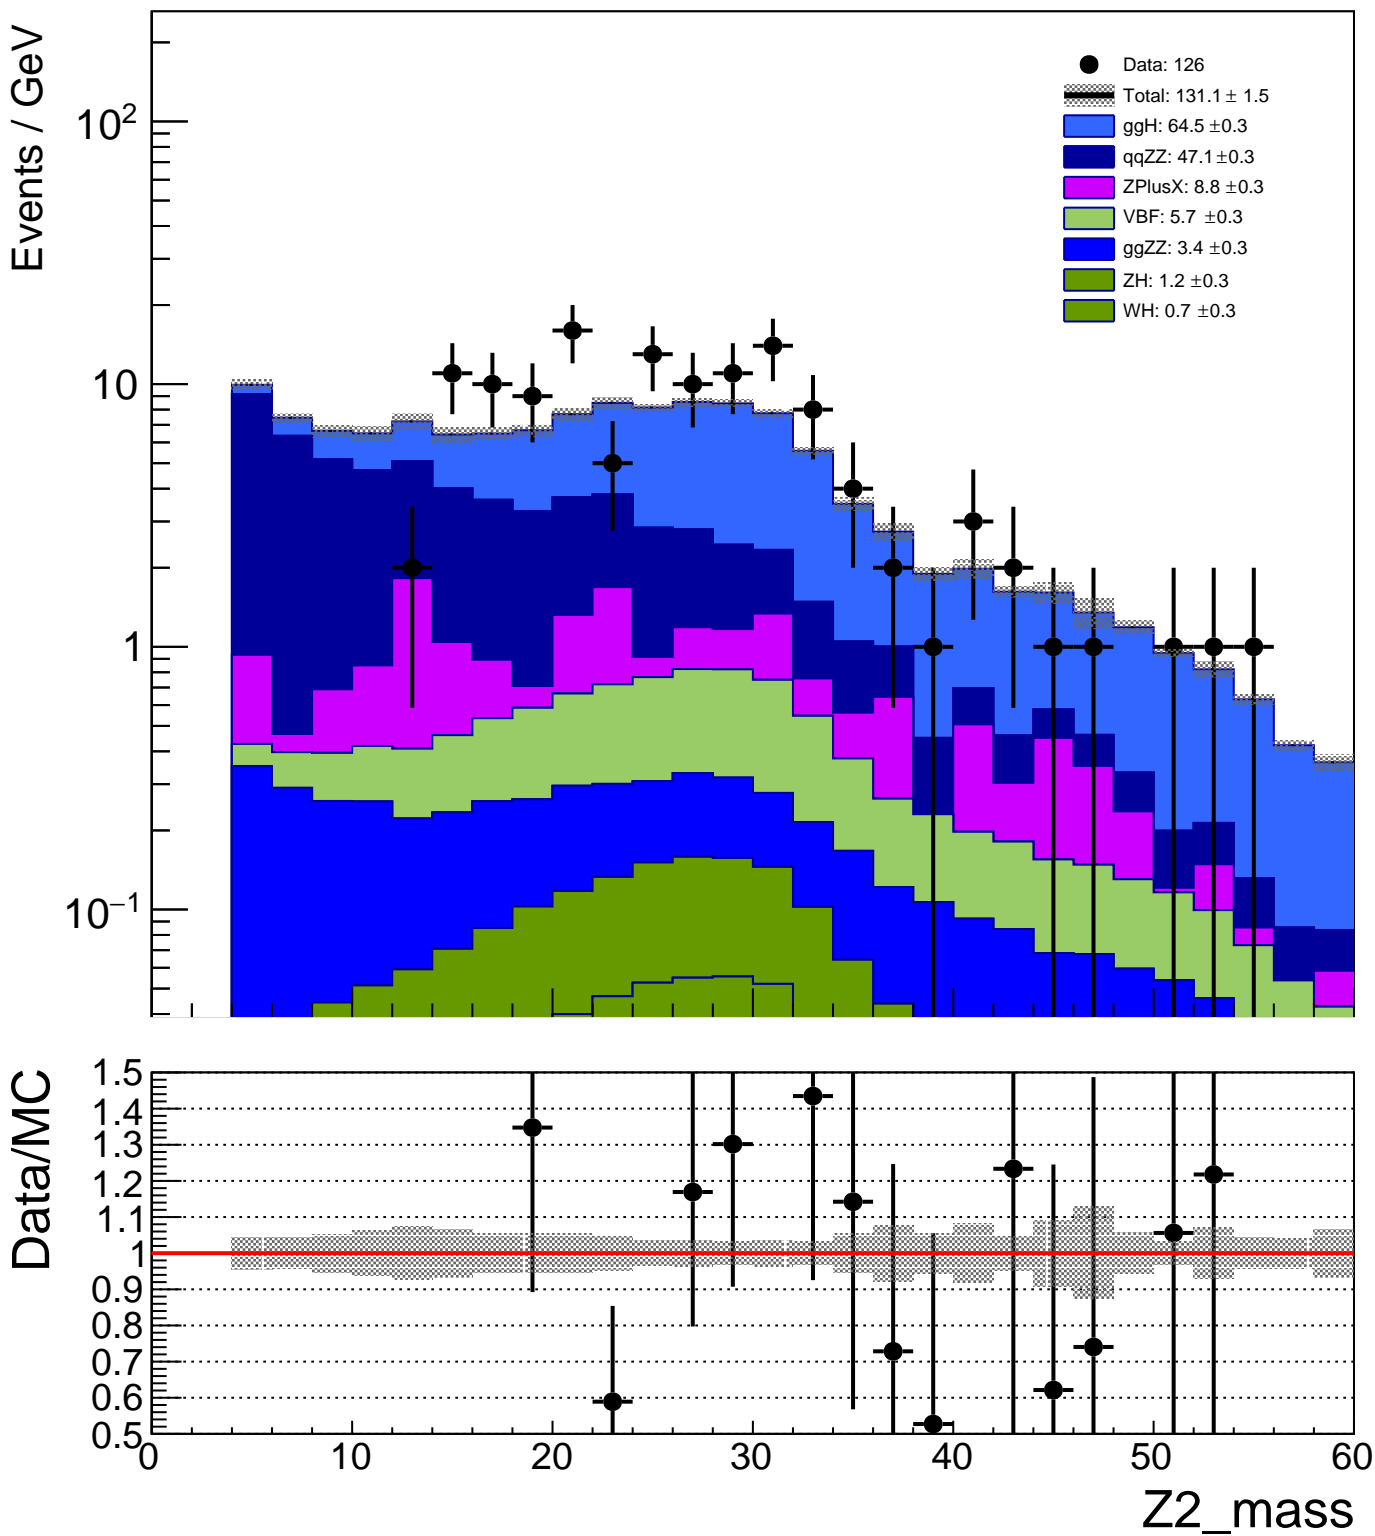 Events / GeV
10²
10
1
10⁻¹
Data: 126
Total: 131.1 ± 1.5
ggH: 64.5 ±0.3
qqZZ: 47.1 ±0.3
ZPlusX: 8.8 ±0.3
VBF: 5.7 ±0.3
ggZZ: 3.4 ±0.3
ZH: 1.2 ±0.3
WH: 0.7 ±0.3
Data/MC
1.5
1.4
1.3
1.2
1.1
1
0.9
0.8
0.7
0.6
0.5
0 10 20 30 40 50 60
Z2_mass